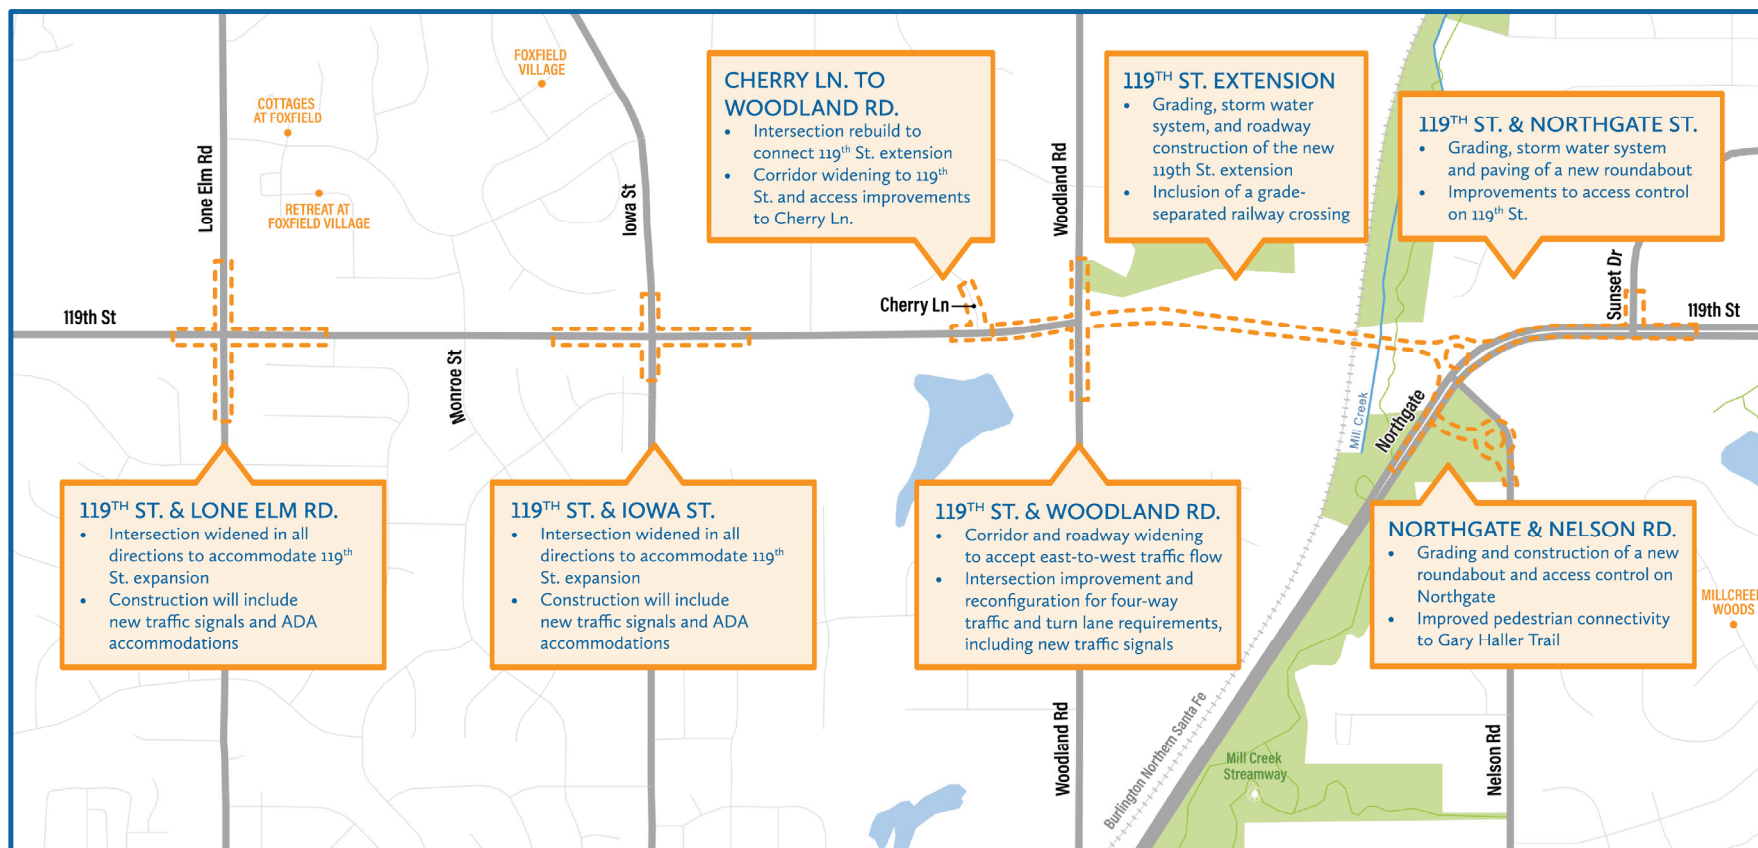 FOXFIELD
VILLAGE
COTTAGES
AT FOXFIELD
RETREAT AT
FOXFIELD VILLAGE
Lone Elm Rd
Iowa St
CHERRY LN. TO
WOODLAND RD.
• Intersection rebuild to
connect 119th St. extension
• Corridor widening to 119th
St. and access improvements
to Cherry Ln.
Woodland Rd
119TH ST. EXTENSION
• Grading, storm water
system, and roadway
construction of the new
119th St. extension
• Inclusion of a grade-
separated railway crossing
119TH ST. & NORTHGATE ST.
• Grading, storm water system
and paving of a new roundabout
• Improvements to access control
on 119th St.
119th St
Cherry Ln
Sunset Dr
119th St
Monroe St
Mill Creek
Northgate
119TH ST. & LONE ELM RD.
• Intersection widened in all
directions to accommodate 119th
St. expansion
• Construction will include
new traffic signals and ADA
accommodations
119TH ST. & IOWA ST.
• Intersection widened in all
directions to accommodate 119th
St. expansion
• Construction will include
new traffic signals and ADA
accommodations
119TH ST. & WOODLAND RD.
• Corridor and roadway widening
to accept east-to-west traffic flow
• Intersection improvement and
reconfiguration for four-way
traffic and turn lane requirements,
including new traffic signals
NORTHGATE & NELSON RD.
• Grading and construction of a new
roundabout and access control on
Northgate
• Improved pedestrian connectivity
to Gary Haller Trail
MILLCREEK
WOODS
Woodland Rd
Burlington Northern Santa Fe
Mill Creek
Streamway
Nelson Rd